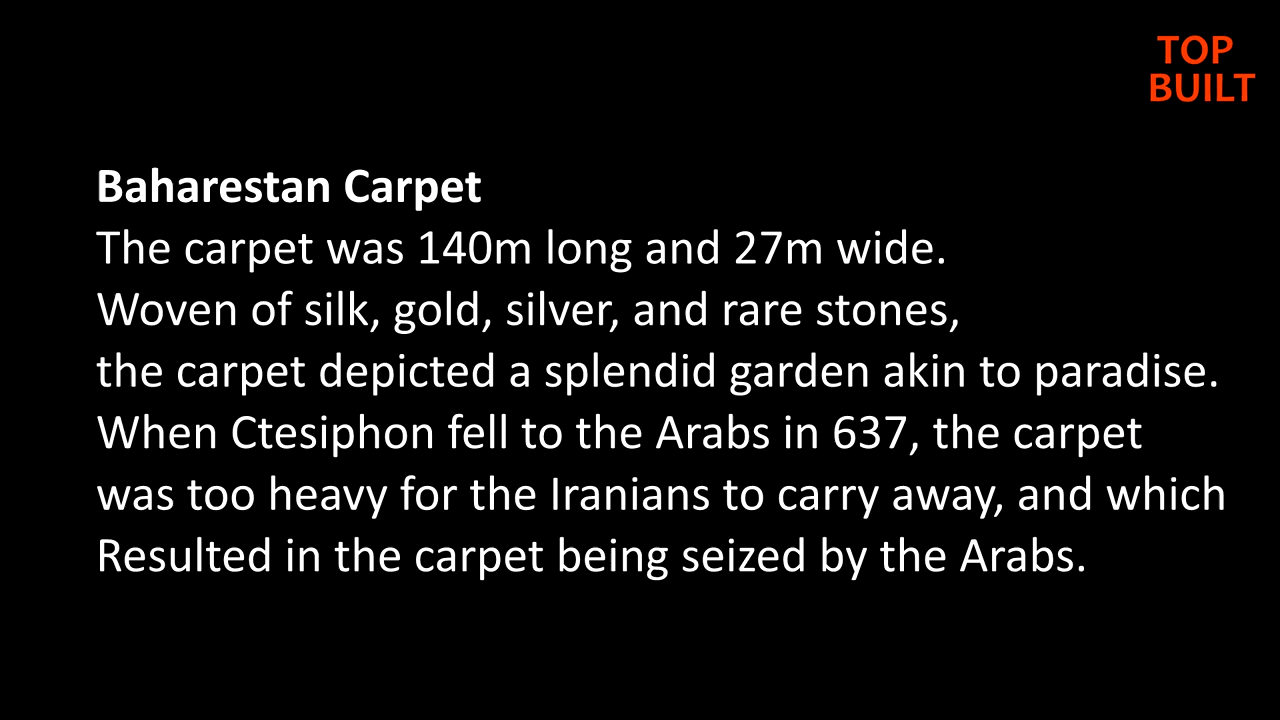 TOP
BUILT
Baharestan Carpet
The carpet was 140m long and 27m wide.
Woven of silk, gold, silver, and rare stones,
the carpet depicted a splendid garden akin to paradise.
When Ctesiphon fell to the Arabs in 637, the carpet
was too heavy for the Iranians to carry away, and which
Resulted in the carpet being seized by the Arabs.